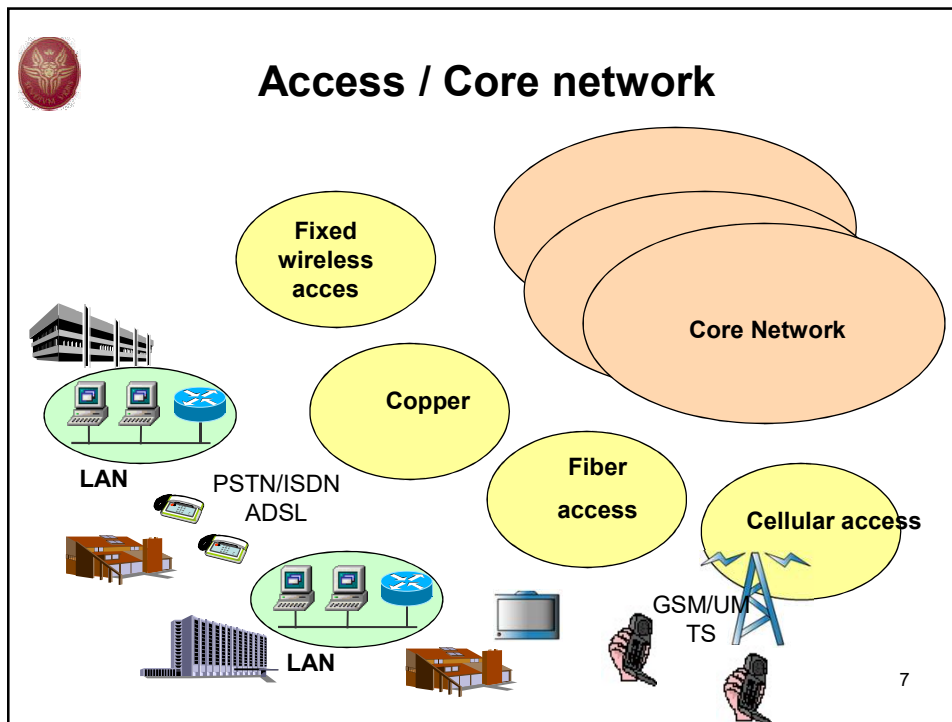 Access / Core network
Fixed
wireless
acces
Core Network
Copper
LAN
PSTN/ISDN
ADSL
Fiber
access
Cellular access
GSM/UM
TS
LAN
7